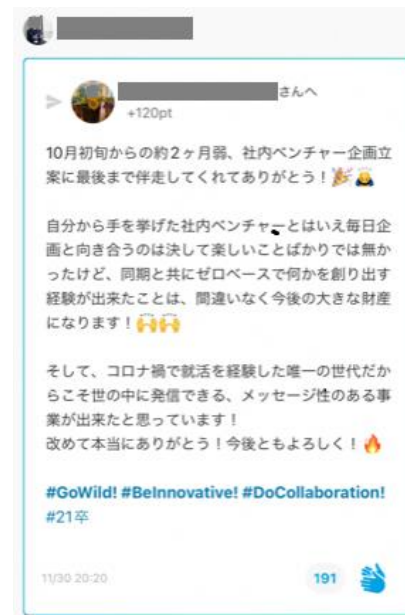 さんへ
+120pt
10月初旬からの約2ヶ月弱、社内ベンチャー企画立
案に最後まで伴走してくれてありがとう！🎉🙇
自分から手を挙げた社内ベンチャーとはいえ毎日企
画と向き合うのは決して楽しいことばかりでは無か
ったけど、同期と共にゼロベースで何かを創り出す
経験が出来たことは、間違いなく今後の大きな財産
になります！🙌🙌
そして、コロナ禍で就活を経験した唯一の世代だか
らこそ世の中に発信できる、メッセージ性のある事
業が出来たと思っています！
改めて本当にありがとう！今後ともよろしく！🔥
#GoWild! #BeInnovative! #DoCollaboration!
#21卒
11/30 20:20
191